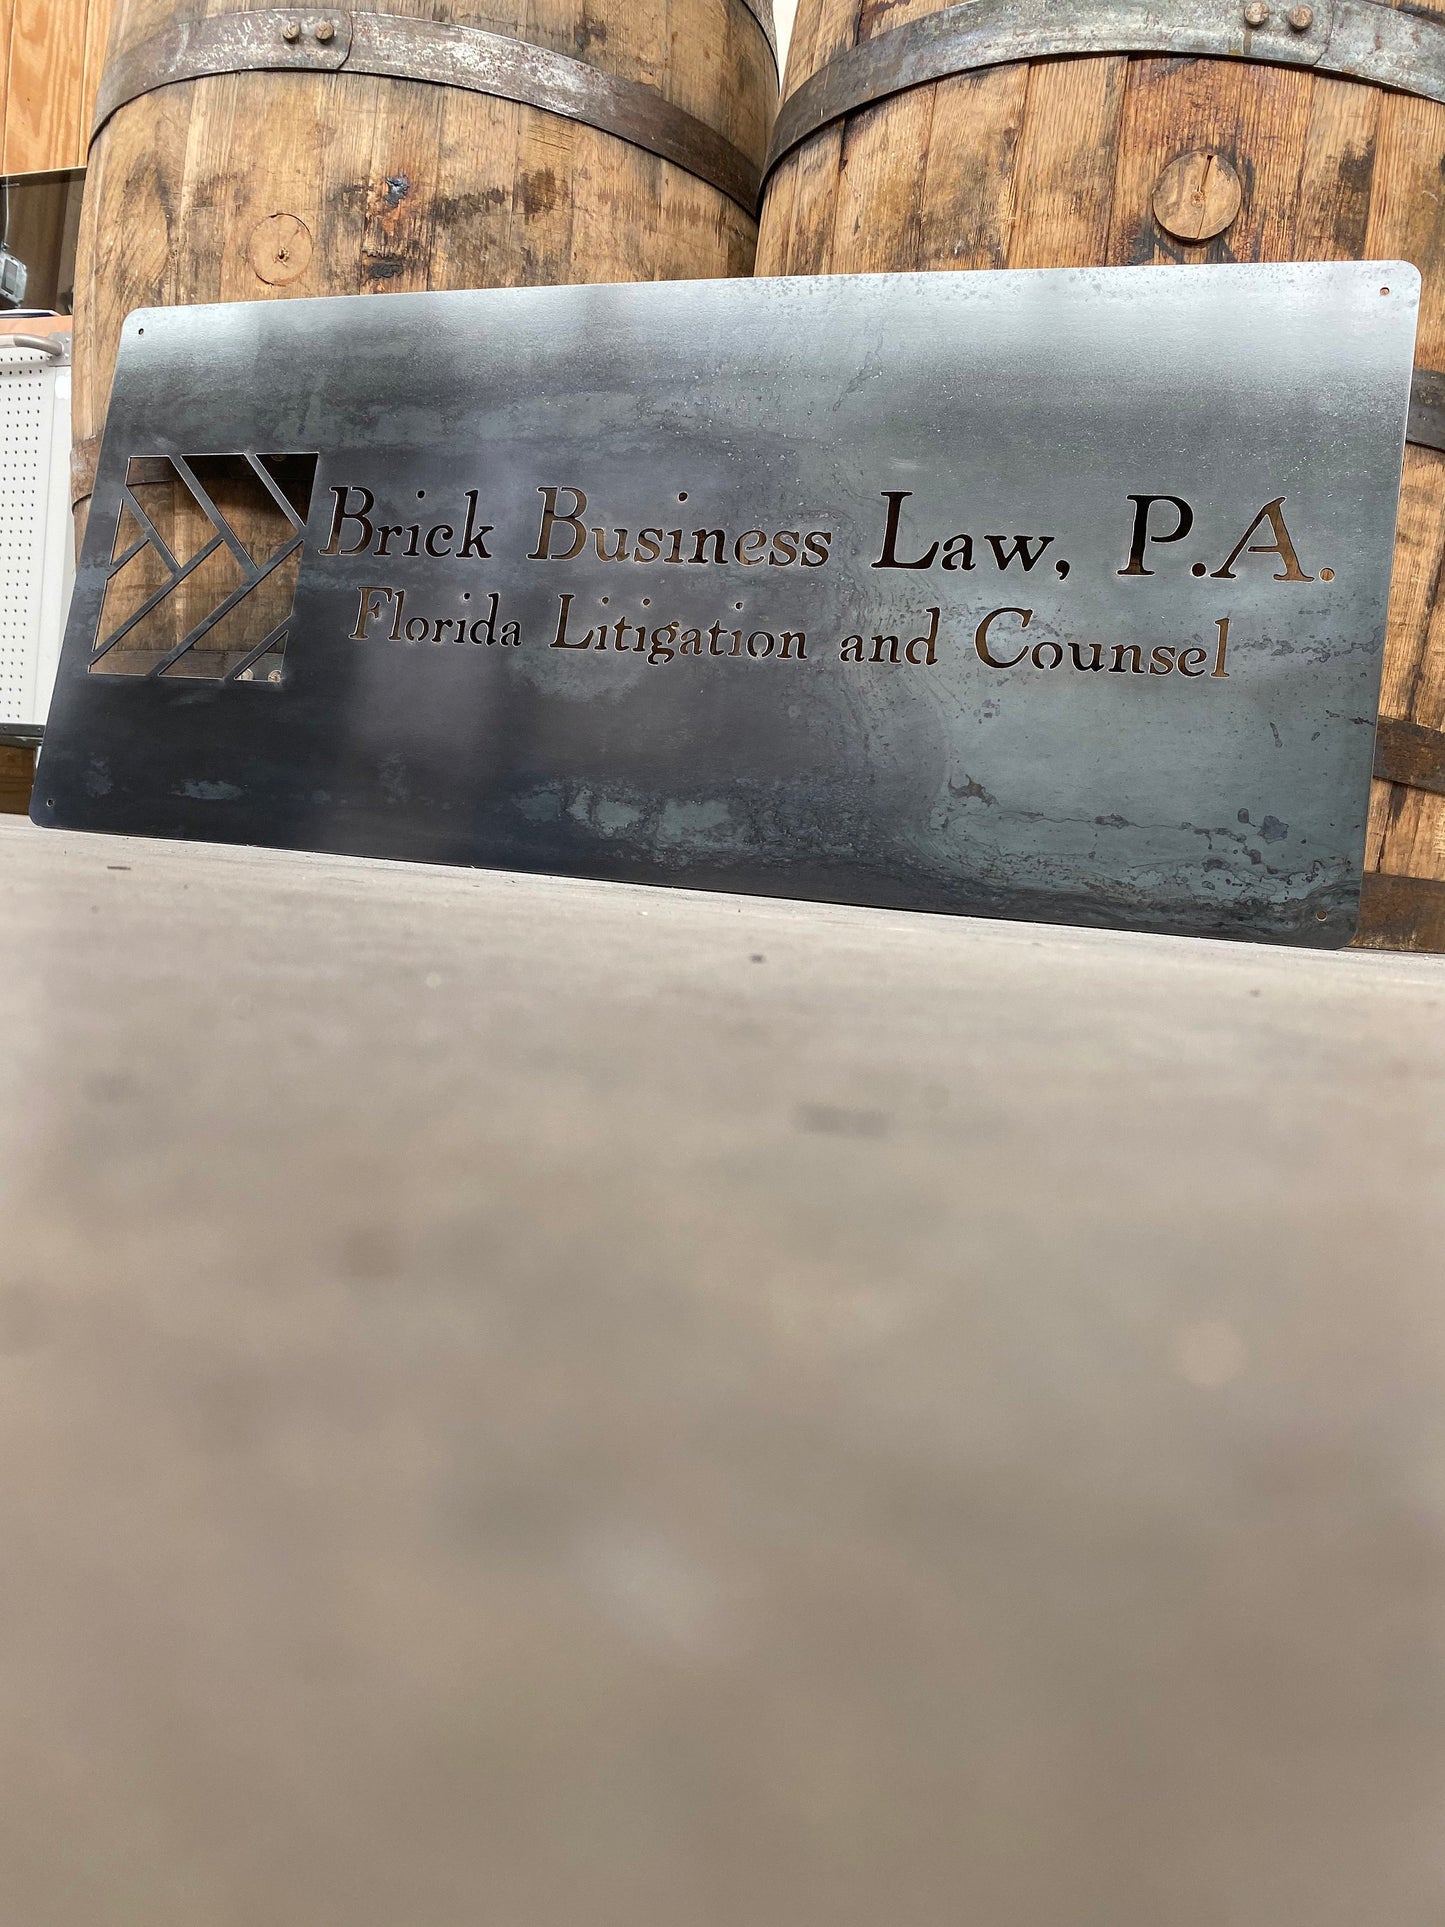 Brick Business Law, P.A.
Florida Litigation and Counsel